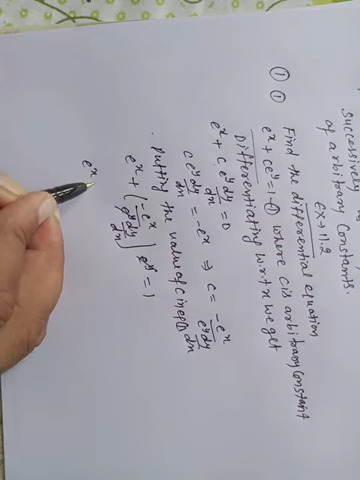 Successively
of arbitrary Constants.
Ex→11.2
① ① Find the differential equation
e^x + ce^y = 1 -① where C is arbitrary Constant
Differentiating w.r.t x we get
e^x + c e^y dy/dx = 0
c e^y dy/dx = -e^x ⇒ c = -e^x / (e^y dy/dx)
Putting the value of C in eq①
e^x + (-e^x / (e^y dy/dx)) e^y = 1
e^x